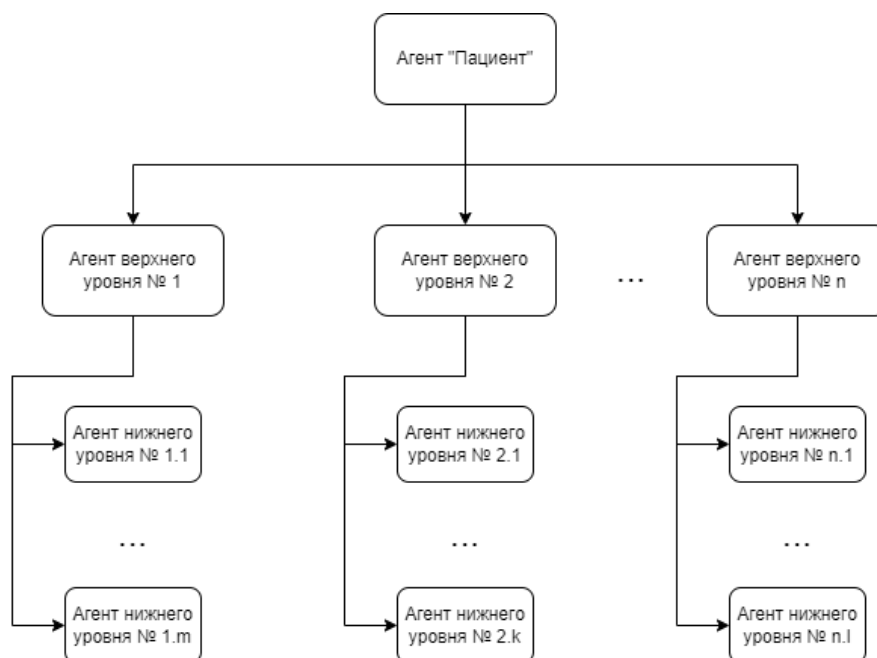 Агент "Пациент"
Агент верхнего
уровня № 1
Агент верхнего
уровня № 2
...
Агент верхнего
уровня № n
Агент нижнего
уровня № 1.1
Агент нижнего
уровня № 2.1
Агент нижнего
уровня № n.1
...
...
...
Агент нижнего
уровня № 1.m
Агент нижнего
уровня № 2.k
Агент нижнего
уровня № n.l